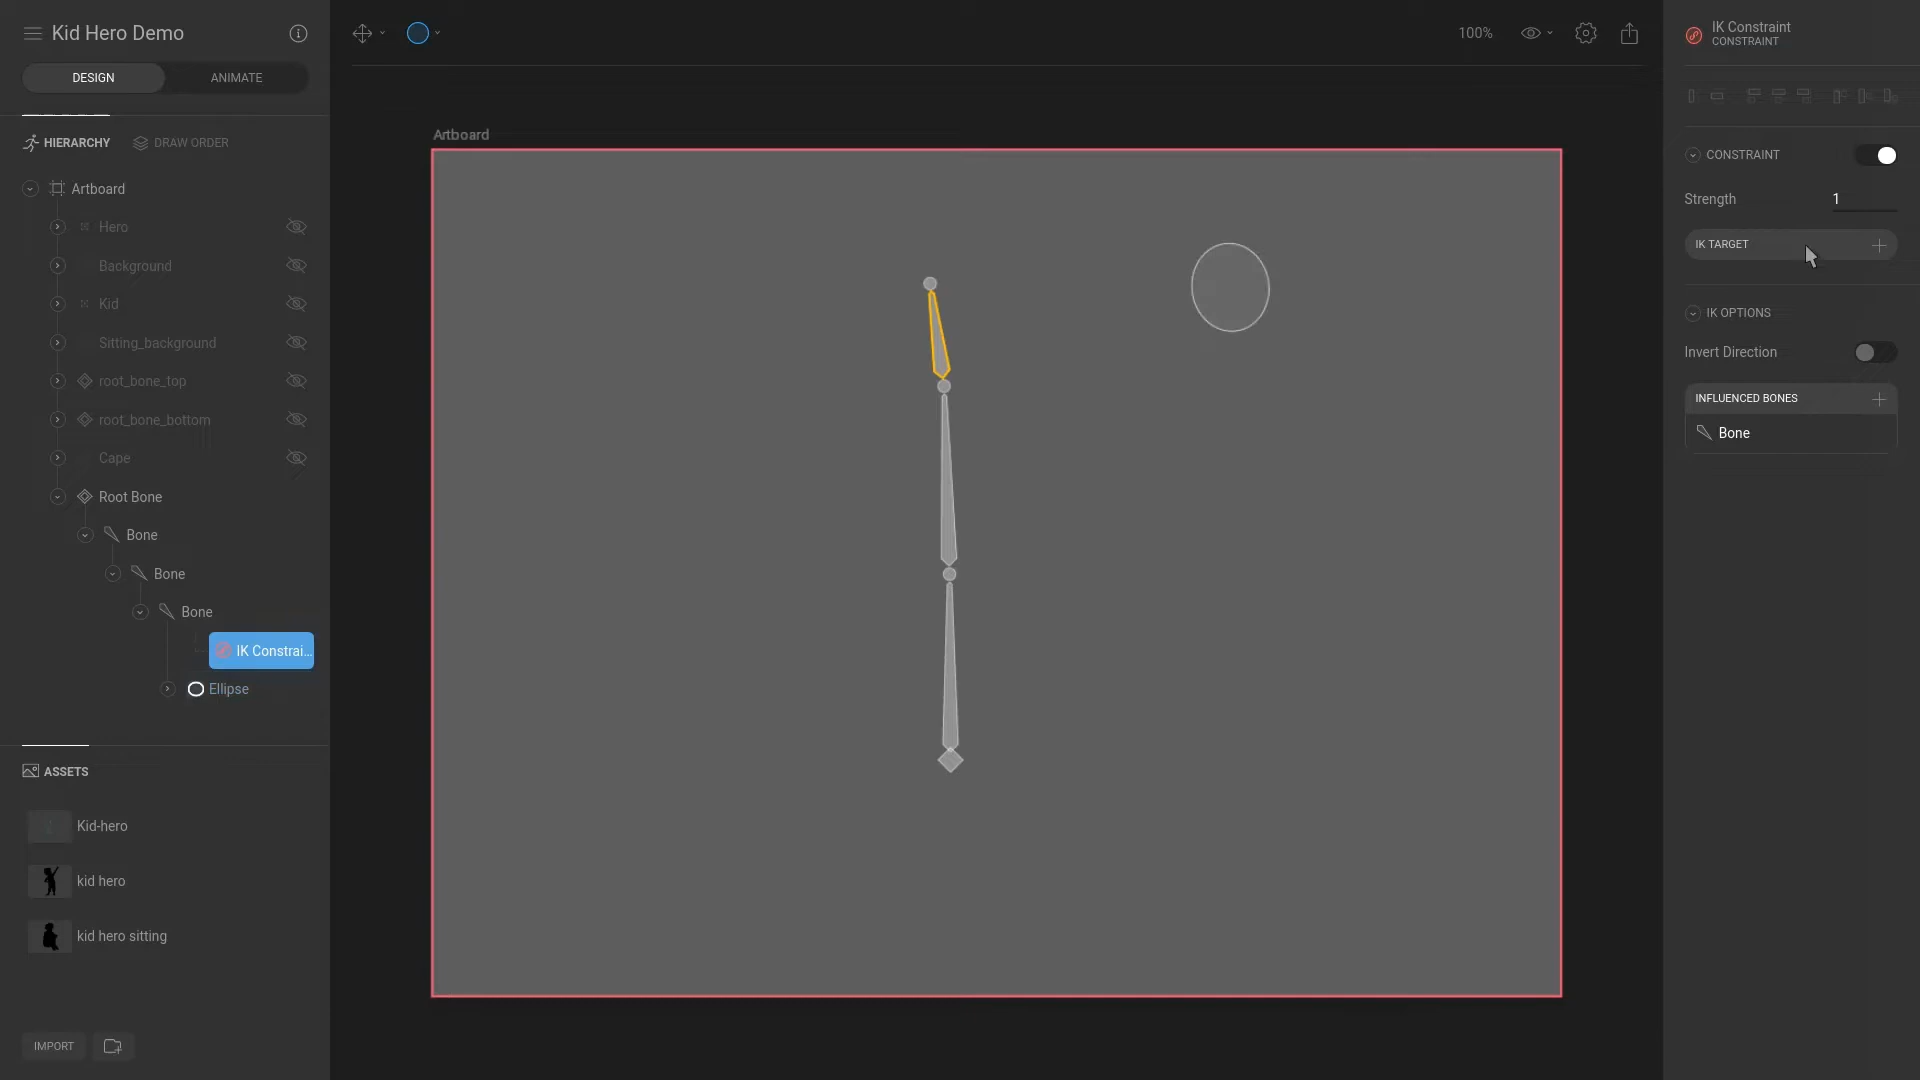 Kid Hero Demo
DESIGN
ANIMATE
HIERARCHY
DRAW ORDER
Artboard
Hero
Background
Kid
Sitting_background
root_bone_top
root_bone_bottom
Cape
Root Bone
Bone
Bone
Bone
IK Constrai...
Ellipse
ASSETS
Kid-hero
kid hero
kid hero sitting
IMPORT
100%
Artboard
IK Constraint
CONSTRAINT
CONSTRAINT
Strength 1
IK TARGET
IK OPTIONS
Invert Direction
INFLUENCED BONES
Bone